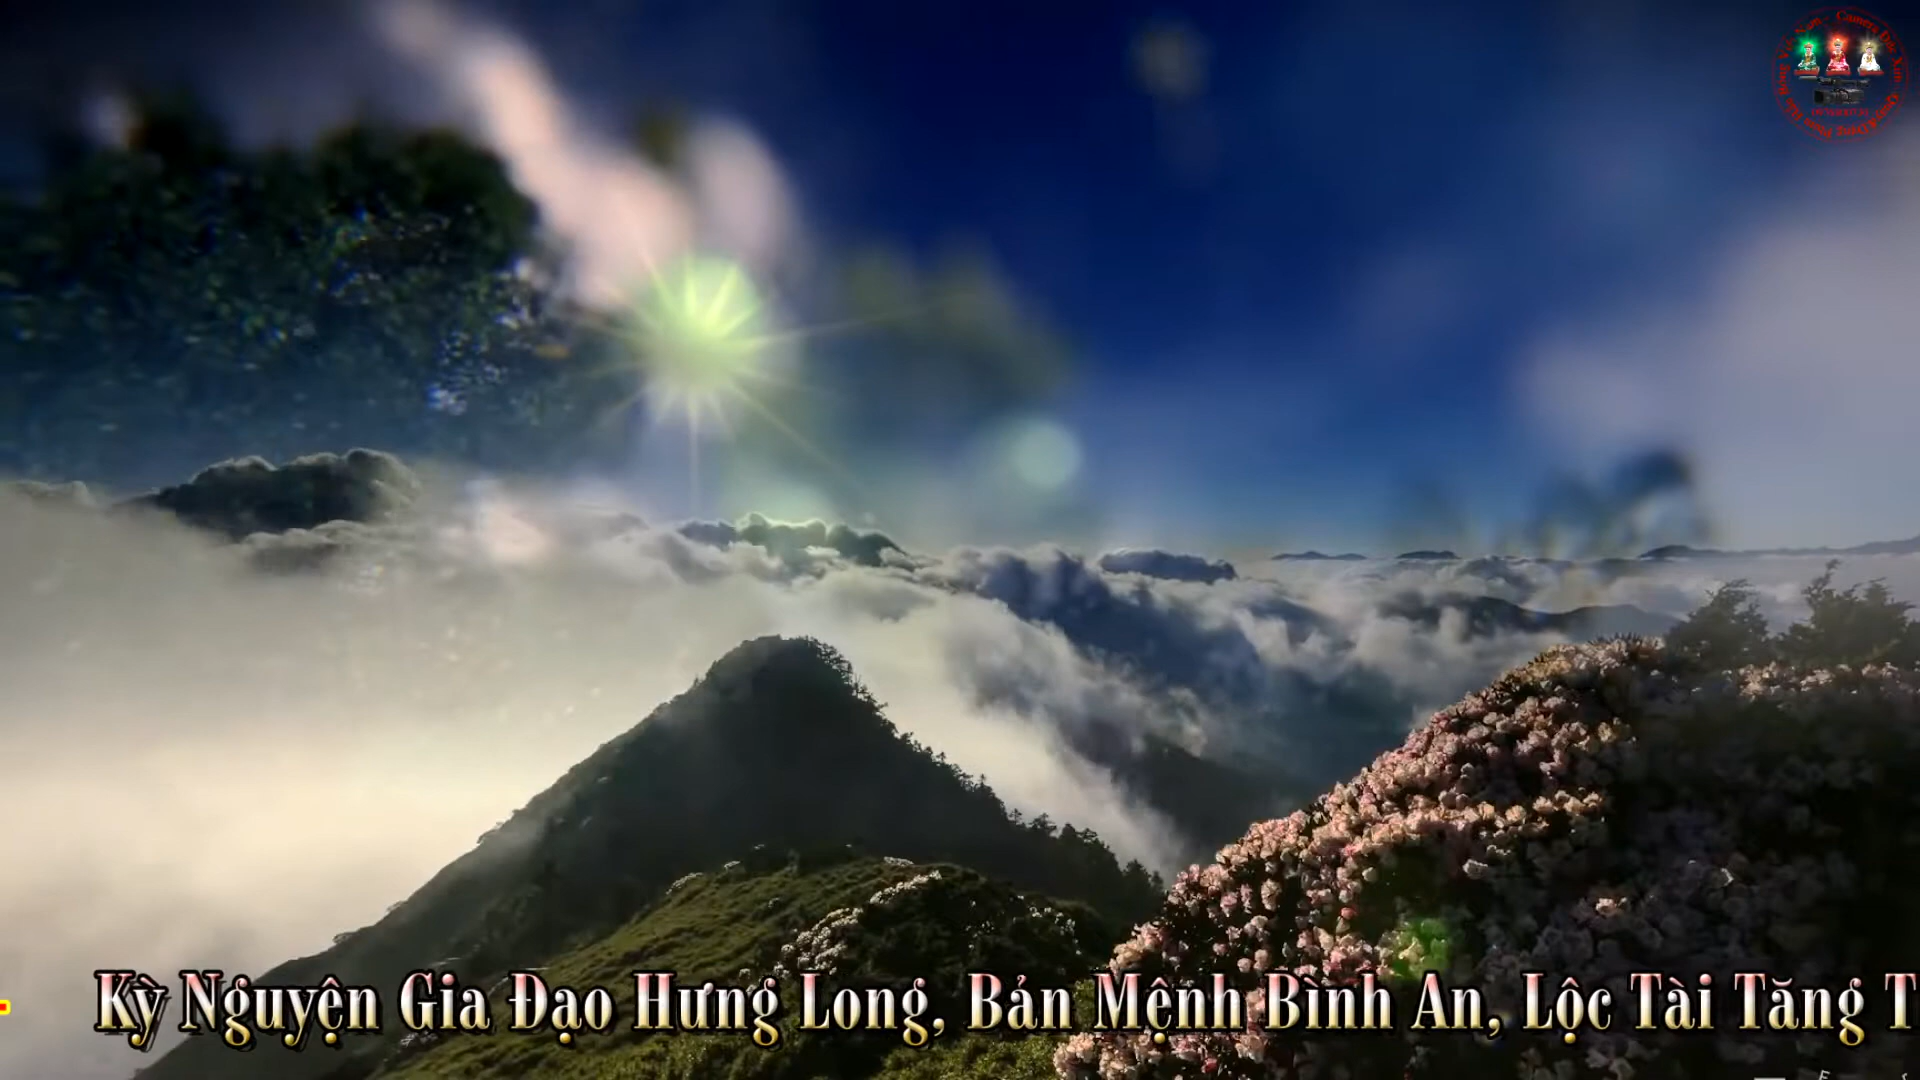 Kỳ Nguyện Gia Đạo Hưng Long, Bản Mệnh Bình An, Lộc Tài Tăng T